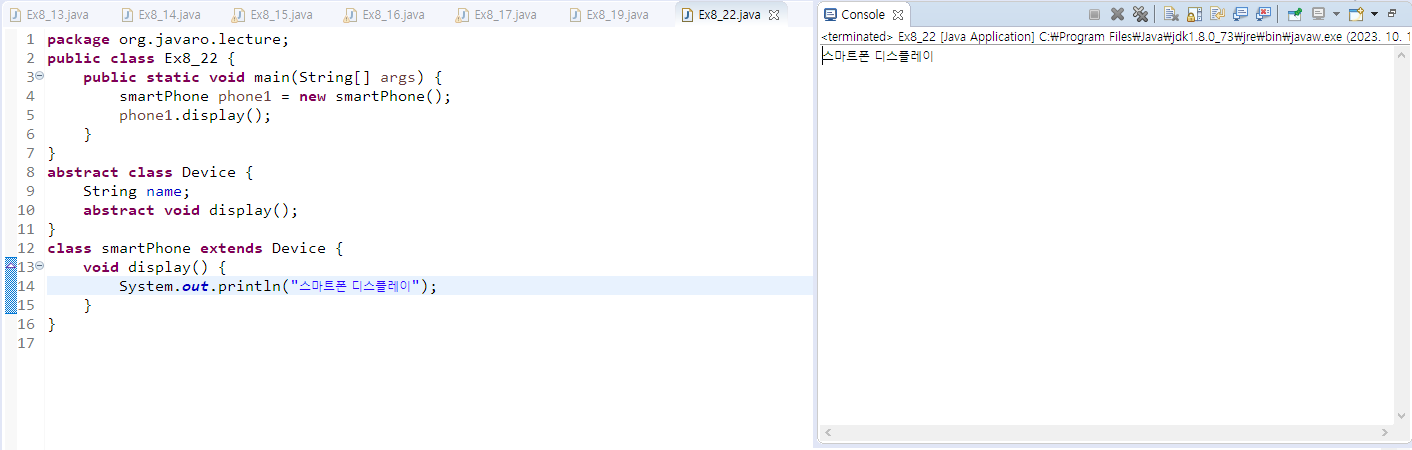 Ex8_13.java Ex8_14.java Ex8_15.java Ex8_16.java Ex8_17.java Ex8_19.java Ex8_22.java
1 package org.javaro.lecture;
2 public class Ex8_22 {
3 public static void main(String[] args) {
4 smartPhone phone1 = new smartPhone();
5 phone1.display();
6 }
7 }
8 abstract class Device {
9 String name;
10 abstract void display();
11 }
12 class smartPhone extends Device {
13 void display() {
14 System.out.println("스마트폰 디스플레이");
15 }
16 }
17
Console
<terminated> Ex8_22 [Java Application] C:₩Program Files₩Java₩jdk1.8.0_73₩jre₩bin₩javaw.exe (2023. 10. 1
스마트폰 디스플레이